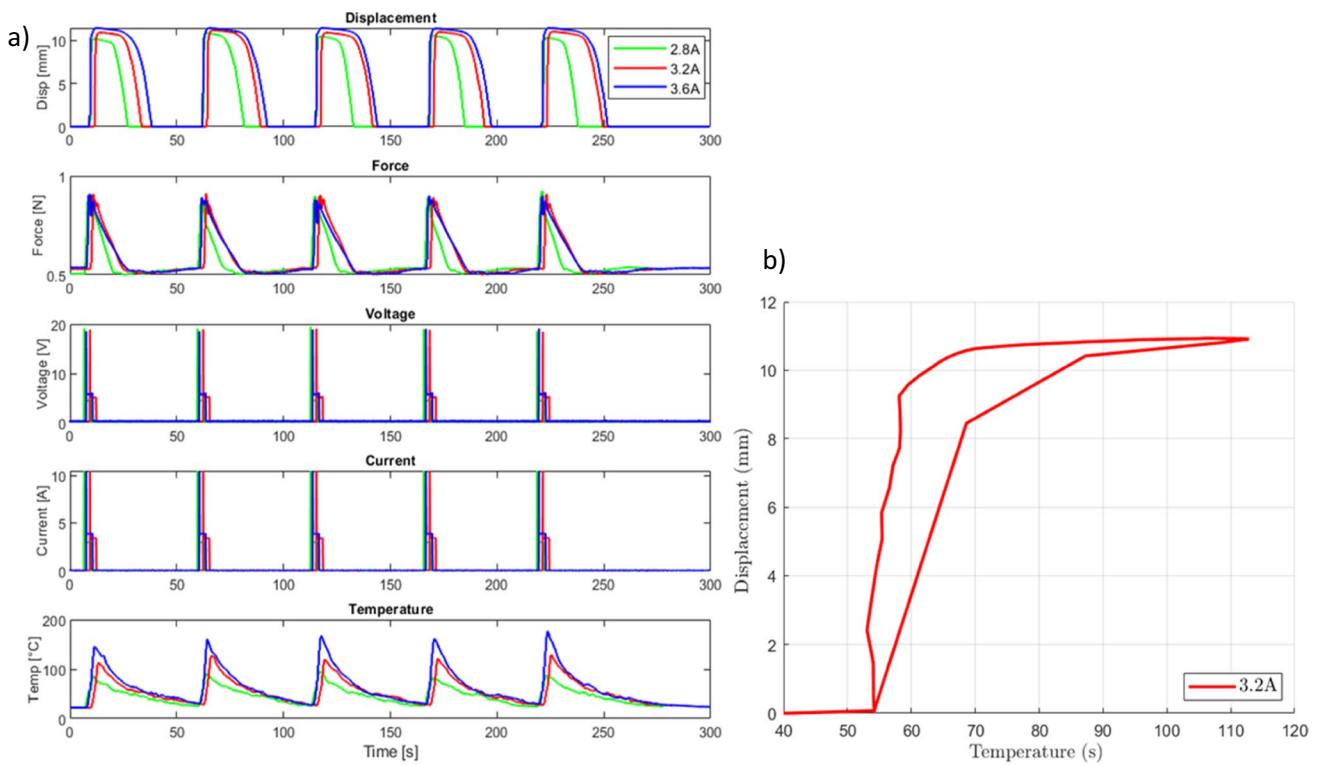 a)
Displacement
Disp [mm]
10
5
0
2.8A
3.2A
3.6A
0 50 100 150 200 250 300
Force
Force [N]
1
0.5
0 50 100 150 200 250 300
Voltage
Voltage [V]
20
10
0
0 50 100 150 200 250 300
Current
Current [A]
10
5
0
0 50 100 150 200 250 300
Temperature
Temp [°C]
200
100
0
0 50 100 150 200 250 300
Time [s]
b)
Displacement (mm)
12
10
8
6
4
2
0
3.2A
40 50 60 70 80 90 100 110 120
Temperature (s)